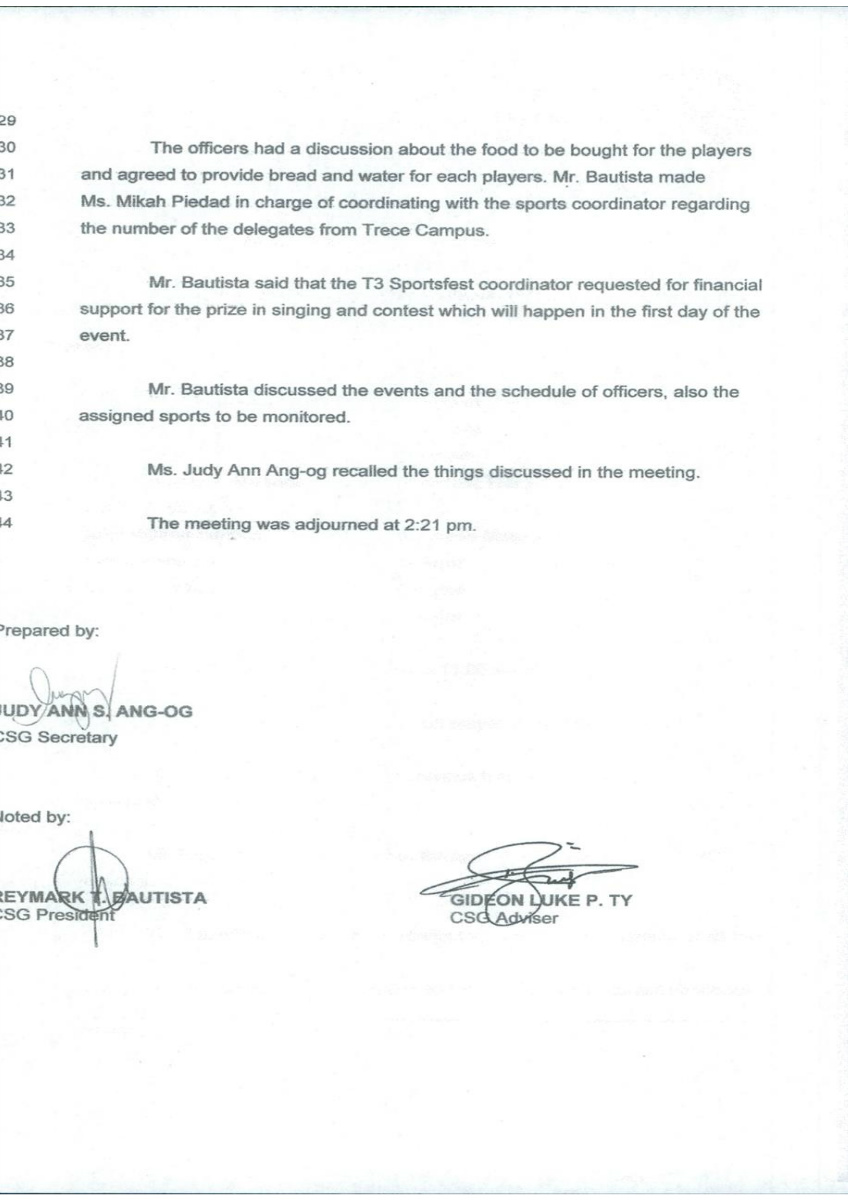 29
30 The officers had a discussion about the food to be bought for the players
31 and agreed to provide bread and water for each players. Mr. Bautista made
32 Ms. Mikah Piedad in charge of coordinating with the sports coordinator regarding
33 the number of the delegates from Trece Campus.
34
35 Mr. Bautista said that the T3 Sportsfest coordinator requested for financial
36 support for the prize in singing and contest which will happen in the first day of the
37 event.
38
39 Mr. Bautista discussed the events and the schedule of officers, also the
40 assigned sports to be monitored.
41
42 Ms. Judy Ann Ang-og recalled the things discussed in the meeting.
43
44 The meeting was adjourned at 2:21 pm.
Prepared by:
JUDY ANN S. ANG-OG
CSG Secretary
Noted by:
REYMARK T. BAUTISTA
CSG President
GIDEON LUKE P. TY
CSG Adviser